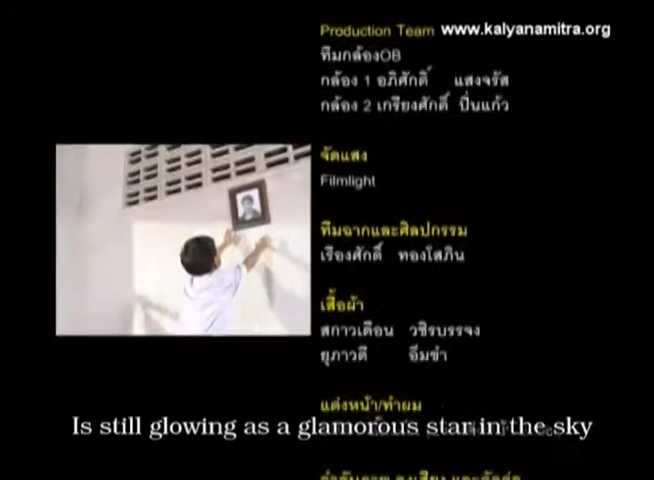 Production Team www.kalyanamitra.org
ทีมกล้องOB
กล้อง 1 อภิศักดิ์ แสงจรัส
กล้อง 2 เกรียงศักดิ์ ปิ่นแก้ว
จัดแสง
Filmlight
ทีมฉากและศิลปกรรม
เรืองศักดิ์ ทองโสภิน
เสื้อผ้า
สกาวเดือน วชิรบรรจง
ยุภาวดี อึมขำ
แต่งหน้า/ทำผม
Is still glowing as a glamorous star in the sky